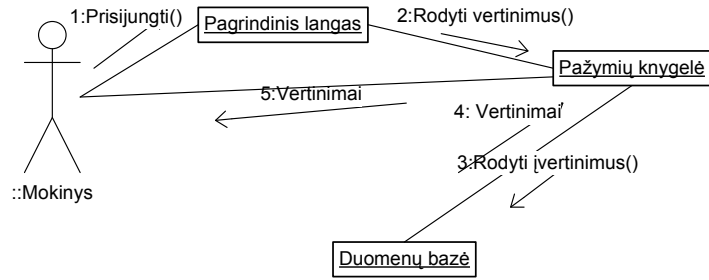 1:Prisijungti()
Pagrindinis langas
2:Rodyti vertinimus()
Pažymių knygelė
5:Vertinimai
4: Vertinimai
3:Rodyti įvertinimus()
::Mokinys
Duomenų bazė